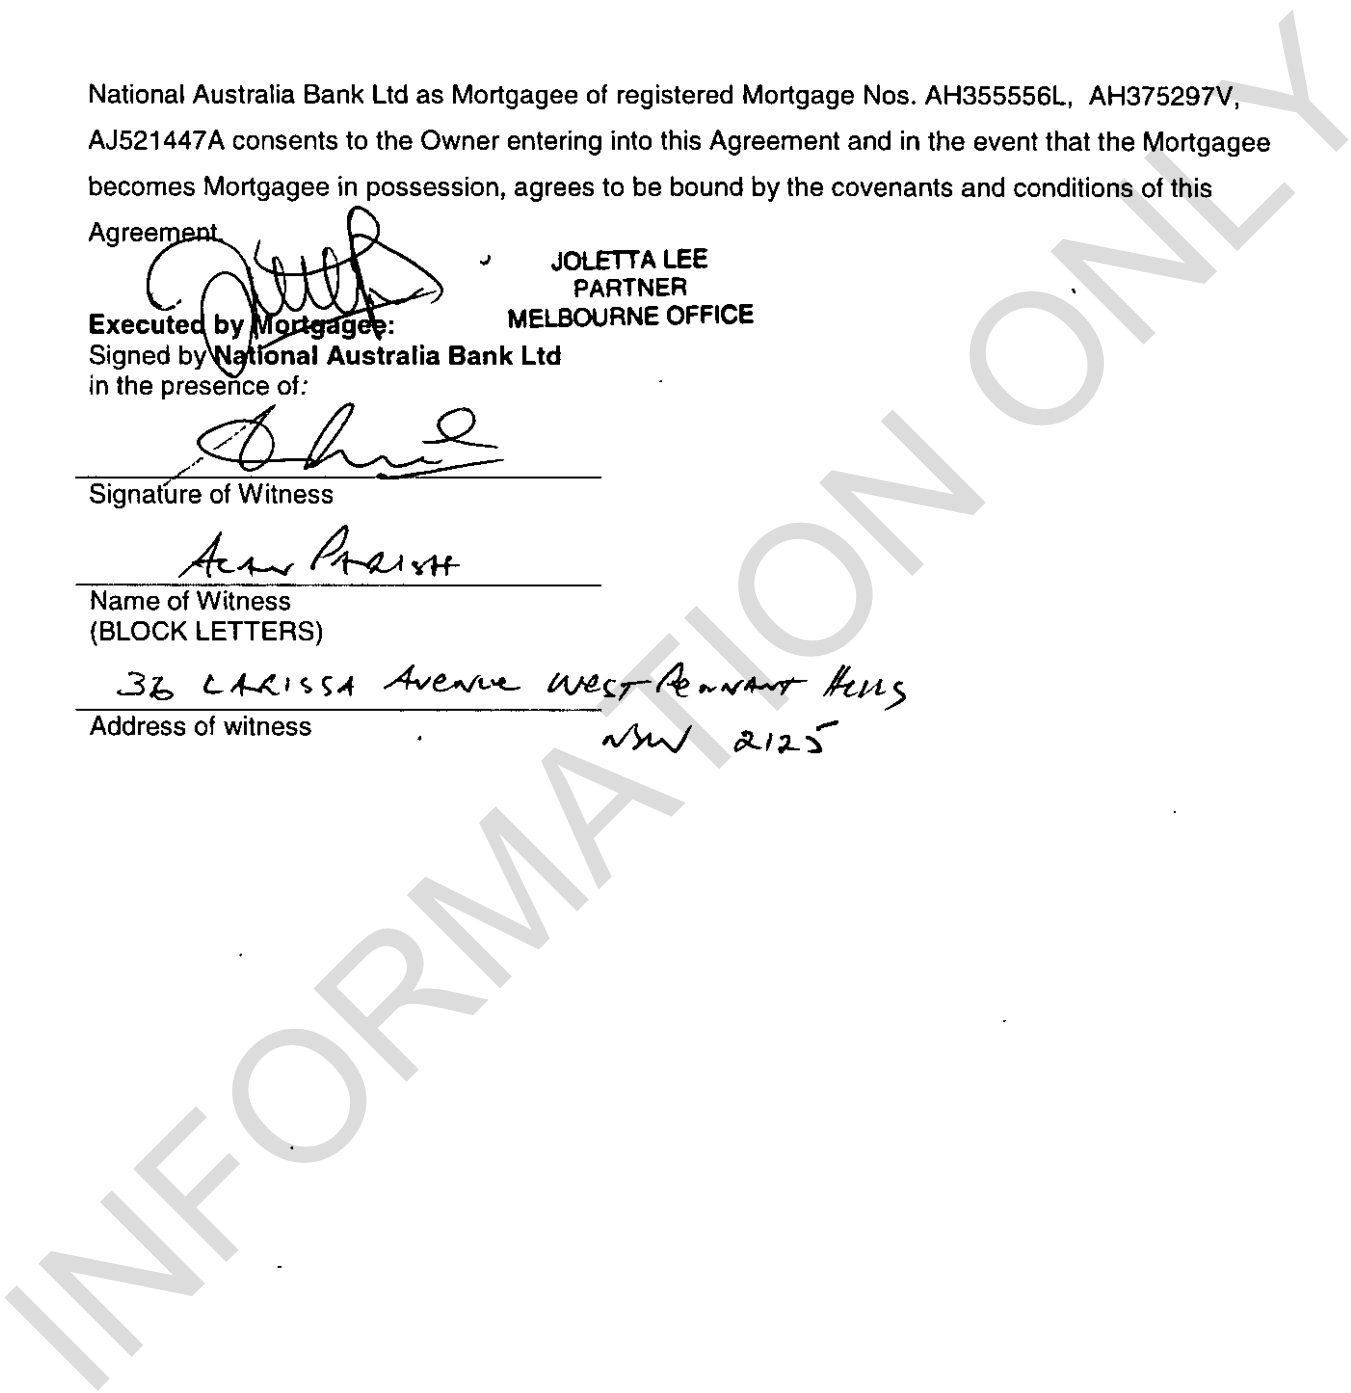 National Australia Bank Ltd as Mortgagee of registered Mortgage Nos. AH355556L, AH375297V,
AJ521447A consents to the Owner entering into this Agreement and in the event that the Mortgagee
becomes Mortgagee in possession, agrees to be bound by the covenants and conditions of this
Agreement.
JOLETTA LEE
PARTNER
MELBOURNE OFFICE
Executed by Mortgagee:
Signed by National Australia Bank Ltd
in the presence of:
Signature of Witness
ALAN PARISH
Name of Witness
(BLOCK LETTERS)
LARISSA Avenue WEST PENNANT HILLS
Address of witness
NSW 2125
INFORMATION ONLY